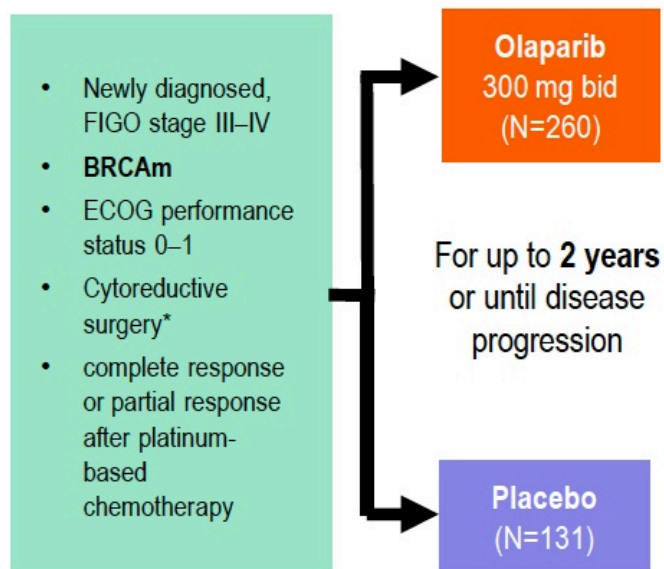 • Newly diagnosed,
FIGO stage III–IV
• BRCAm
• ECOG performance
status 0–1
• Cytoreductive
surgery*
• complete response
or partial response
after platinum-
based
chemotherapy
Olaparib
300 mg bid
(N=260)
For up to 2 years
or until disease
progression
Placebo
(N=131)